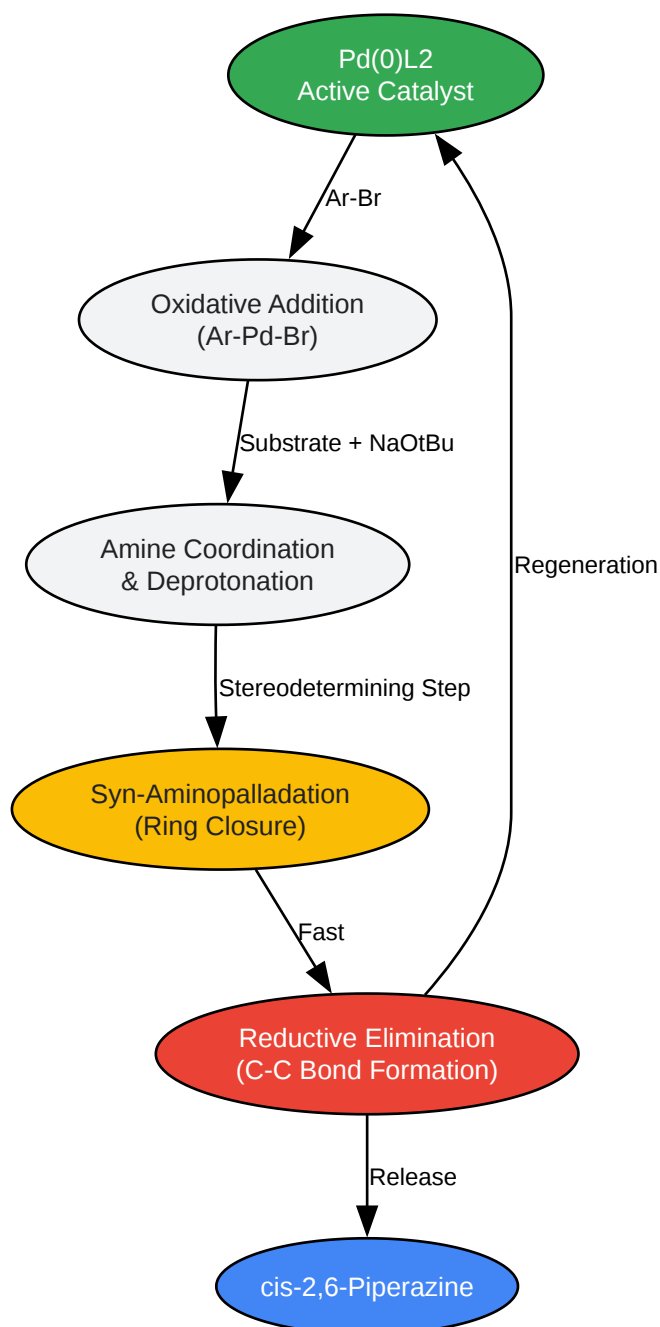 Pd(0)L2
Active Catalyst
Ar-Br
Oxidative Addition
(Ar-Pd-Br)
Substrate + NaOtBu
Amine Coordination
& Deprotonation
Regeneration
Stereodetermining Step
Syn-Aminopalladation
(Ring Closure)
Fast
Reductive Elimination
(C-C Bond Formation)
Release
cis-2,6-Piperazine